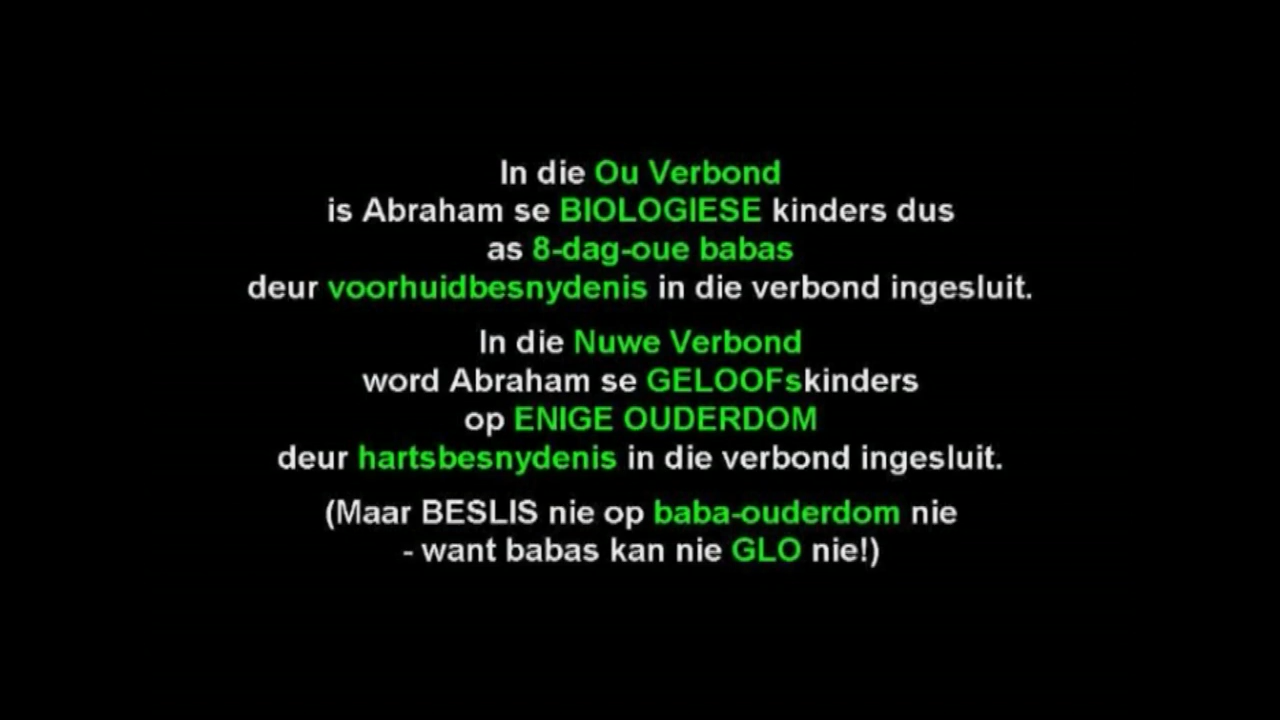 In die Ou Verbond
is Abraham se BIOLOGIESE kinders dus
as 8-dag-oue babas
deur voorhuidbesnydenis in die verbond ingesluit.
In die Nuwe Verbond
word Abraham se GELOOFskinders
op ENIGE OUDERDOM
deur hartsbesnydenis in die verbond ingesluit.
(Maar BESLIS nie op baba-ouderdom nie
- want babas kan nie GLO nie!)